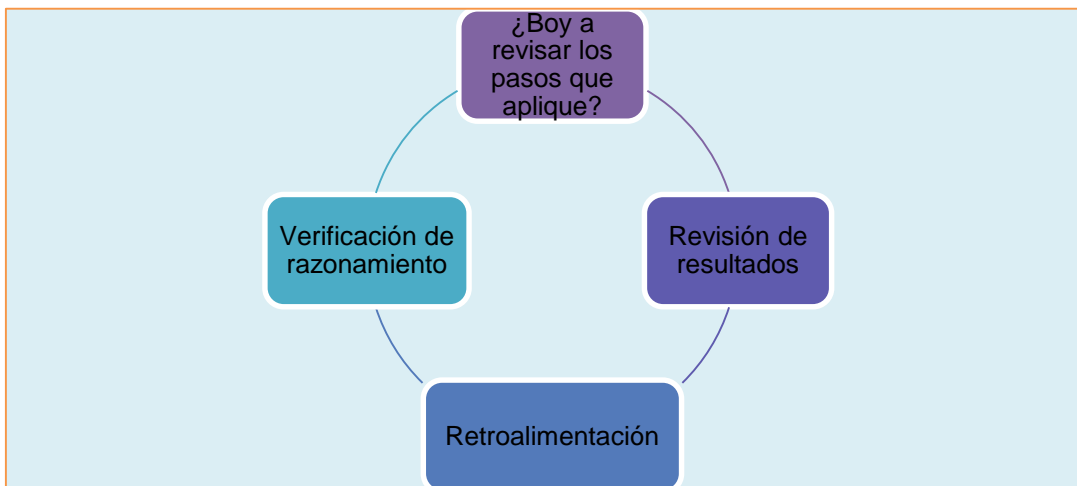 ¿Boy a
revisar los
pasos que
aplique?
Verificación de
razonamiento
Revisión de
resultados
Retroalimentación